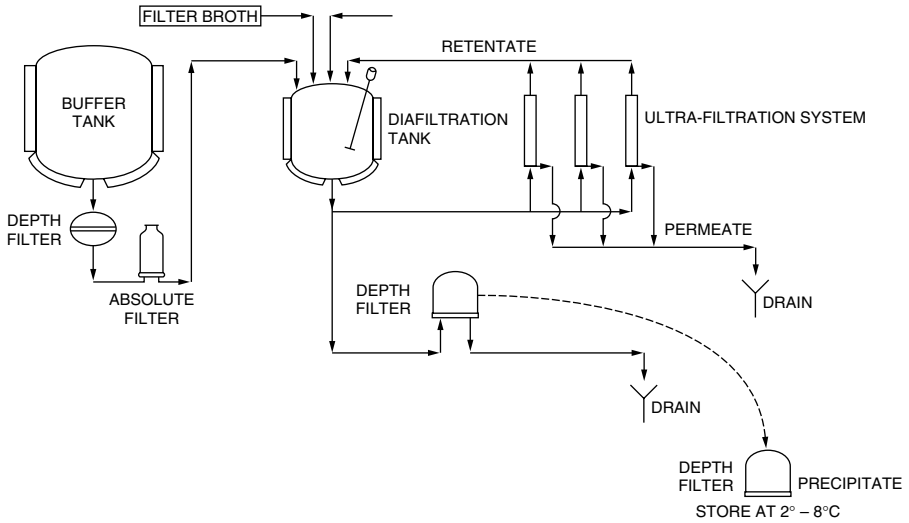 FILTER BROTH
RETENTATE
BUFFER
TANK
DIAFILTRATION
TANK
ULTRA-FILTRATION SYSTEM
DEPTH
FILTER
PERMEATE
ABSOLUTE
FILTER
DEPTH
FILTER
DRAIN
DRAIN
DEPTH
FILTER
PRECIPITATE
STORE AT 2° – 8°C